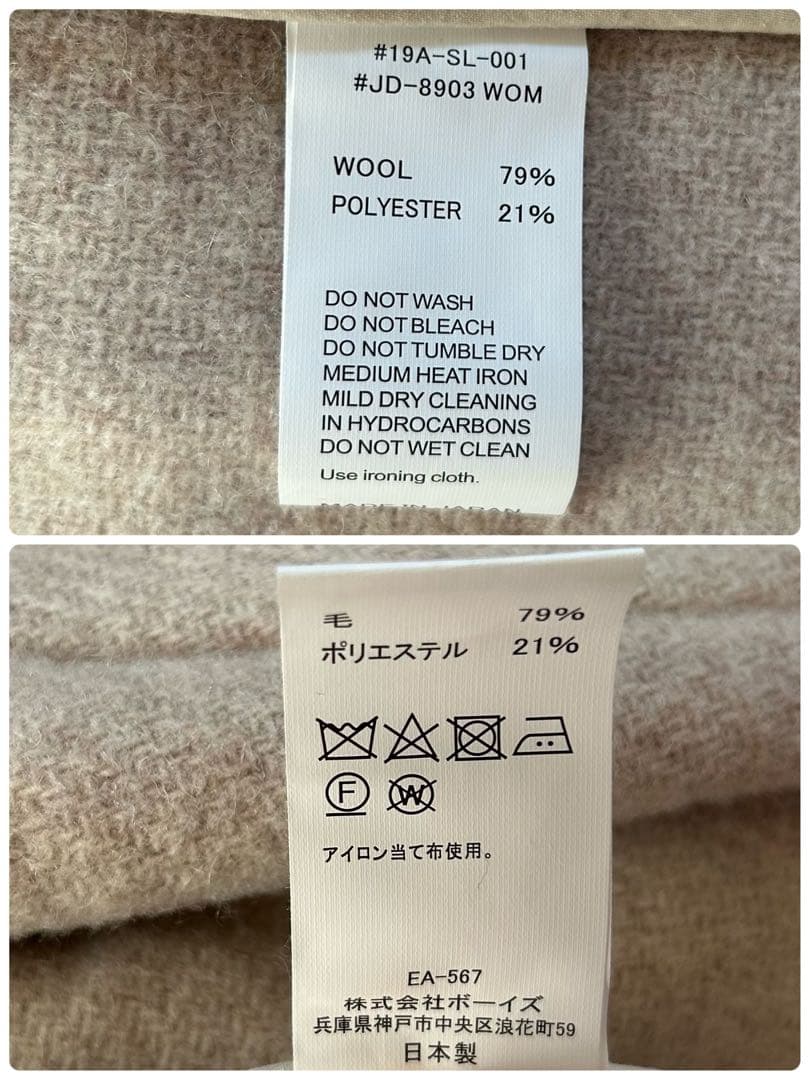 #19A-SL-001
#JD-8903 WOM
WOOL 79%
POLYESTER 21%
DO NOT WASH
DO NOT BLEACH
DO NOT TUMBLE DRY
MEDIUM HEAT IRON
MILD DRY CLEANING
IN HYDROCARBONS
DO NOT WET CLEAN
Use ironing cloth.
MADE IN JAPAN
毛 79%
ポリエステル 21%
F W
アイロン当て布使用。
EA-567
株式会社ボーイズ
兵庫県神戸市中央区浪花町59
日本製